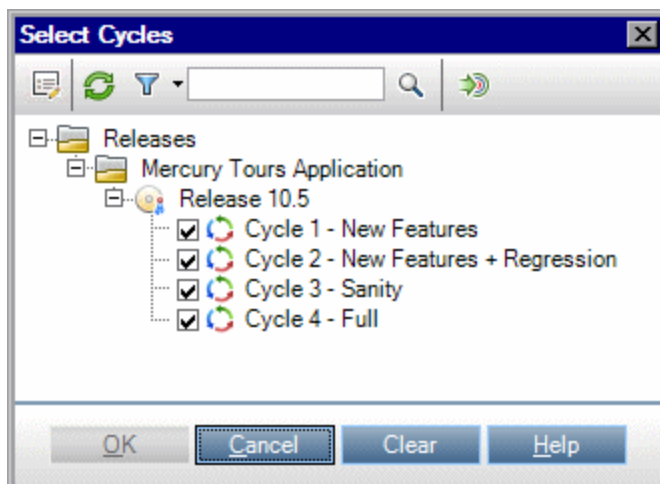 Select Cycles
Releases
Mercury Tours Application
Release 10.5
Cycle 1 - New Features
Cycle 2 - New Features + Regression
Cycle 3 - Sanity
Cycle 4 - Full
OK Cancel Clear Help